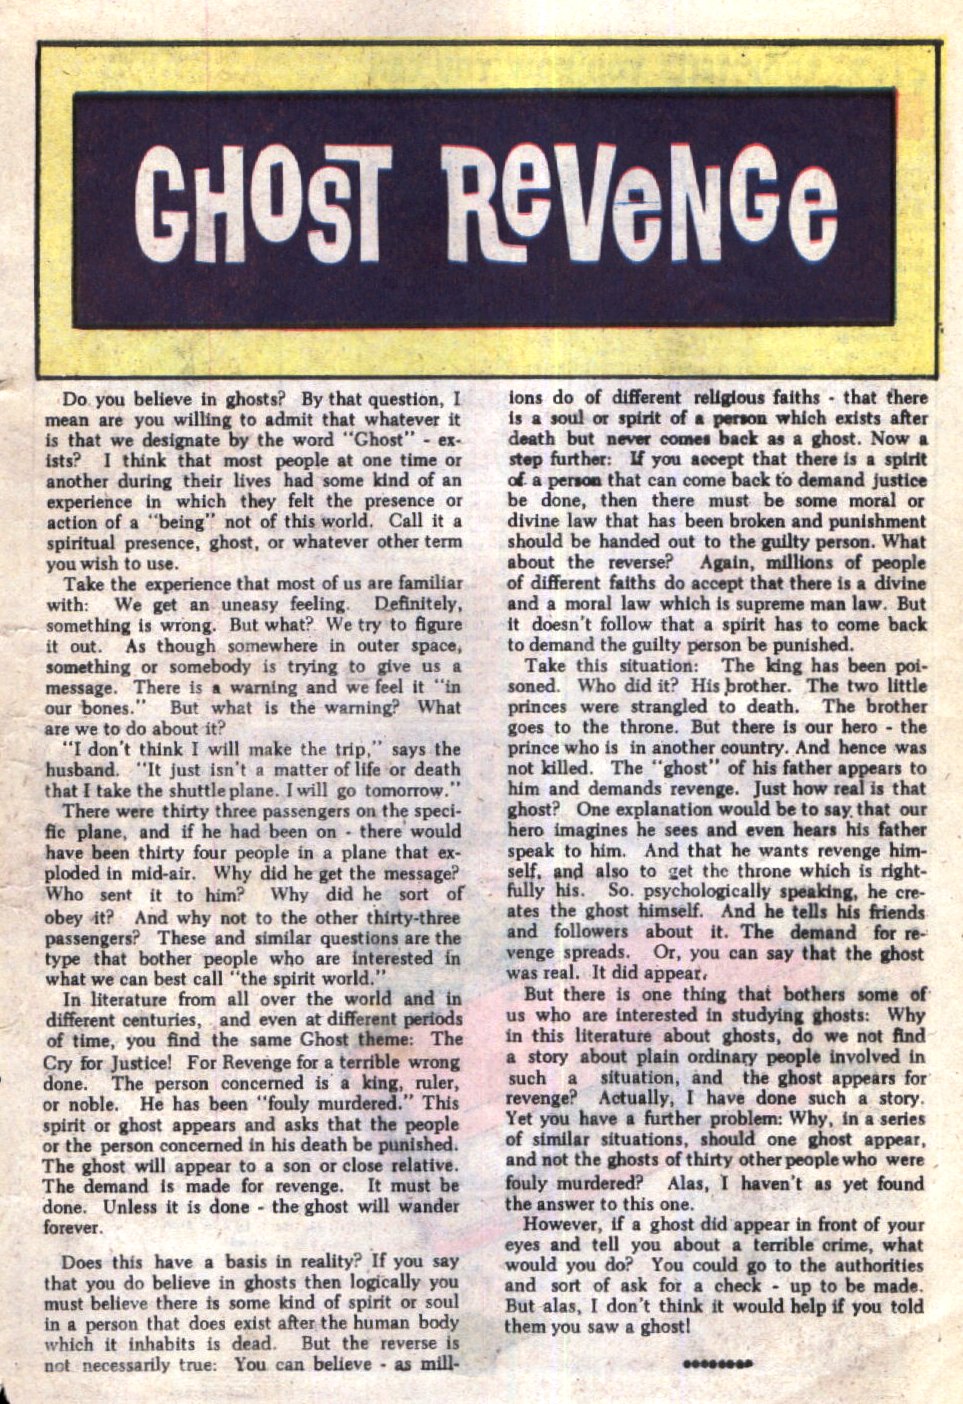 GHOST REVENGE
Do you believe in ghosts? By that question, I
mean are you willing to admit that whatever it
is that we designate by the word "Ghost" - ex-
ists? I think that most people at one time or
another during their lives had some kind of an
experience in which they felt the presence or
action of a "being" not of this world. Call it a
spiritual presence, ghost, or whatever other term
you wish to use.
Take the experience that most of us are familiar
with: We get an uneasy feeling. Definitely,
something is wrong. But what? We try to figure
it out. As though somewhere in outer space,
something or somebody is trying to give us a
message. There is a warning and we feel it "in
our bones." But what is the warning? What
are we to do about it?
"I don't think I will make the trip," says the
husband. "It just isn't a matter of life or death
that I take the shuttle plane. I will go tomorrow."
There were thirty three passengers on the speci-
fic plane, and if he had been on - there would
have been thirty four people in a plane that ex-
ploded in mid-air. Why did he get the message?
Who sent it to him? Why did he sort of
obey it? And why not to the other thirty-three
passengers? These and similar questions are the
type that bother people who are interested in
what we can best call "the spirit world."
In literature from all over the world and in
different centuries, and even at different periods
of time, you find the same Ghost theme: The
Cry for Justice! For Revenge for a terrible wrong
done. The person concerned is a king, ruler,
or noble. He has been "fouly murdered." This
spirit or ghost appears and asks that the people
or the person concerned in his death be punished.
The ghost will appear to a son or close relative.
The demand is made for revenge. It must be
done. Unless it is done - the ghost will wander
forever.
Does this have a basis in reality? If you say
that you do believe in ghosts then logically you
must believe there is some kind of spirit or soul
in a person that does exist after the human body
which it inhabits is dead. But the reverse is
not necessarily true: You can believe - as mill-
ions do of different religious faiths - that there
is a soul or spirit of a person which exists after
death but never comes back as a ghost. Now a
step further: If you accept that there is a spirit
of a person that can come back to demand justice
be done, then there must be some moral or
divine law that has been broken and punishment
should be handed out to the guilty person. What
about the reverse? Again, millions of people
of different faiths do accept that there is a divine
and a moral law which is supreme man law. But
it doesn't follow that a spirit has to come back
to demand the guilty person be punished.
Take this situation: The king has been poi-
soned. Who did it? His brother. The two little
princes were strangled to death. The brother
goes to the throne. But there is our hero - the
prince who is in another country. And hence was
not killed. The "ghost" of his father appears to
him and demands revenge. Just how real is that
ghost? One explanation would be to say that our
hero imagines he sees and even hears his father
speak to him. And that he wants revenge him-
self, and also to get the throne which is right-
fully his. So. psychologically speaking, he cre-
ates the ghost himself. And he tells his friends
and followers about it. The demand for re-
venge spreads. Or, you can say that the ghost
was real. It did appear.
But there is one thing that bothers some of
us who are interested in studying ghosts: Why
in this literature about ghosts, do we not find
a story about plain ordinary people involved in
such a situation, and the ghost appears for
revenge? Actually, I have done such a story.
Yet you have a further problem: Why, in a series
of similar situations, should one ghost appear,
and not the ghosts of thirty other people who were
fouly murdered? Alas, I haven't as yet found
the answer to this one.
However, if a ghost did appear in front of your
eyes and tell you about a terrible crime, what
would you do? You could go to the authorities
and sort of ask for a check - up to be made.
But alas, I don't think it would help if you told
them you saw a ghost!